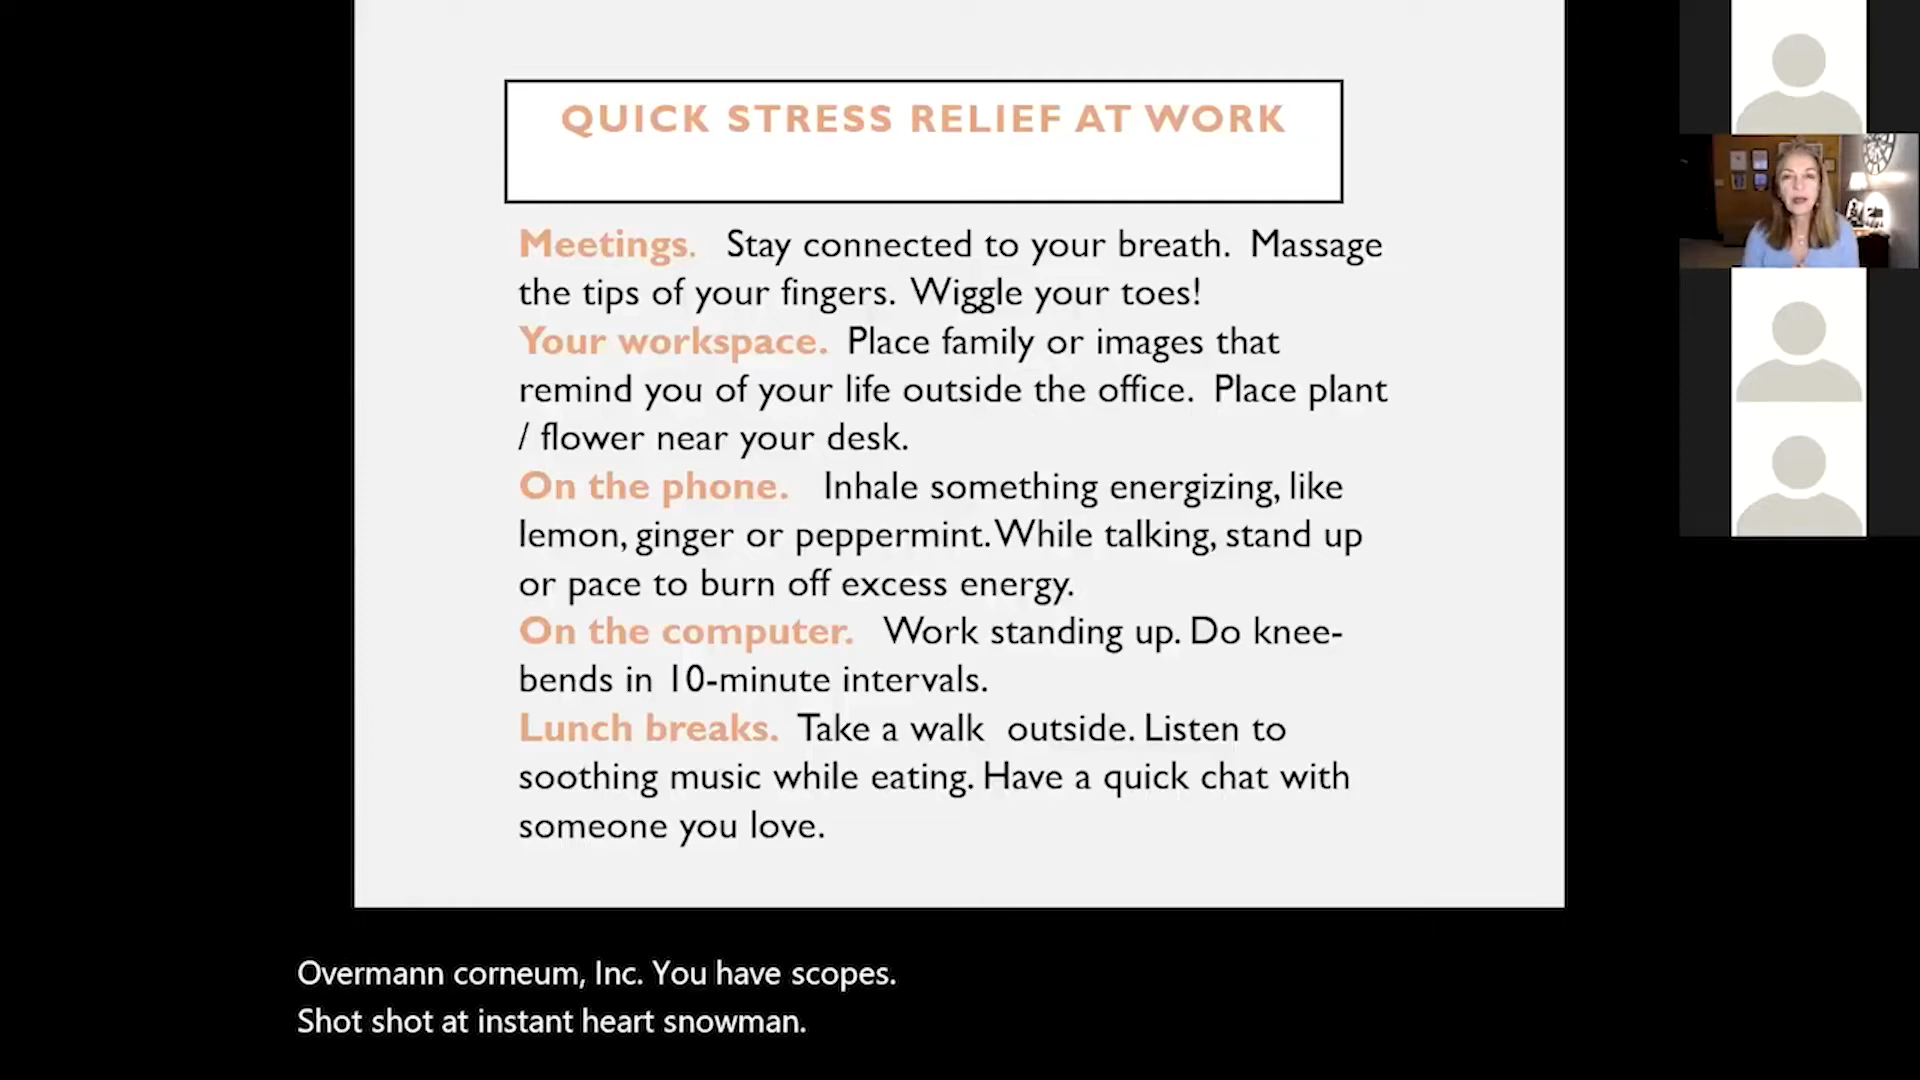 QUICK STRESS RELIEF AT WORK
Meetings. Stay connected to your breath. Massage
the tips of your fingers. Wiggle your toes!
Your workspace. Place family or images that
remind you of your life outside the office. Place plant
/ flower near your desk.
On the phone. Inhale something energizing, like
lemon, ginger or peppermint. While talking, stand up
or pace to burn off excess energy.
On the computer. Work standing up. Do knee-
bends in 10-minute intervals.
Lunch breaks. Take a walk outside. Listen to
soothing music while eating. Have a quick chat with
someone you love.
Overmann corneum, Inc. You have scopes.
Shot shot at instant heart snowman.